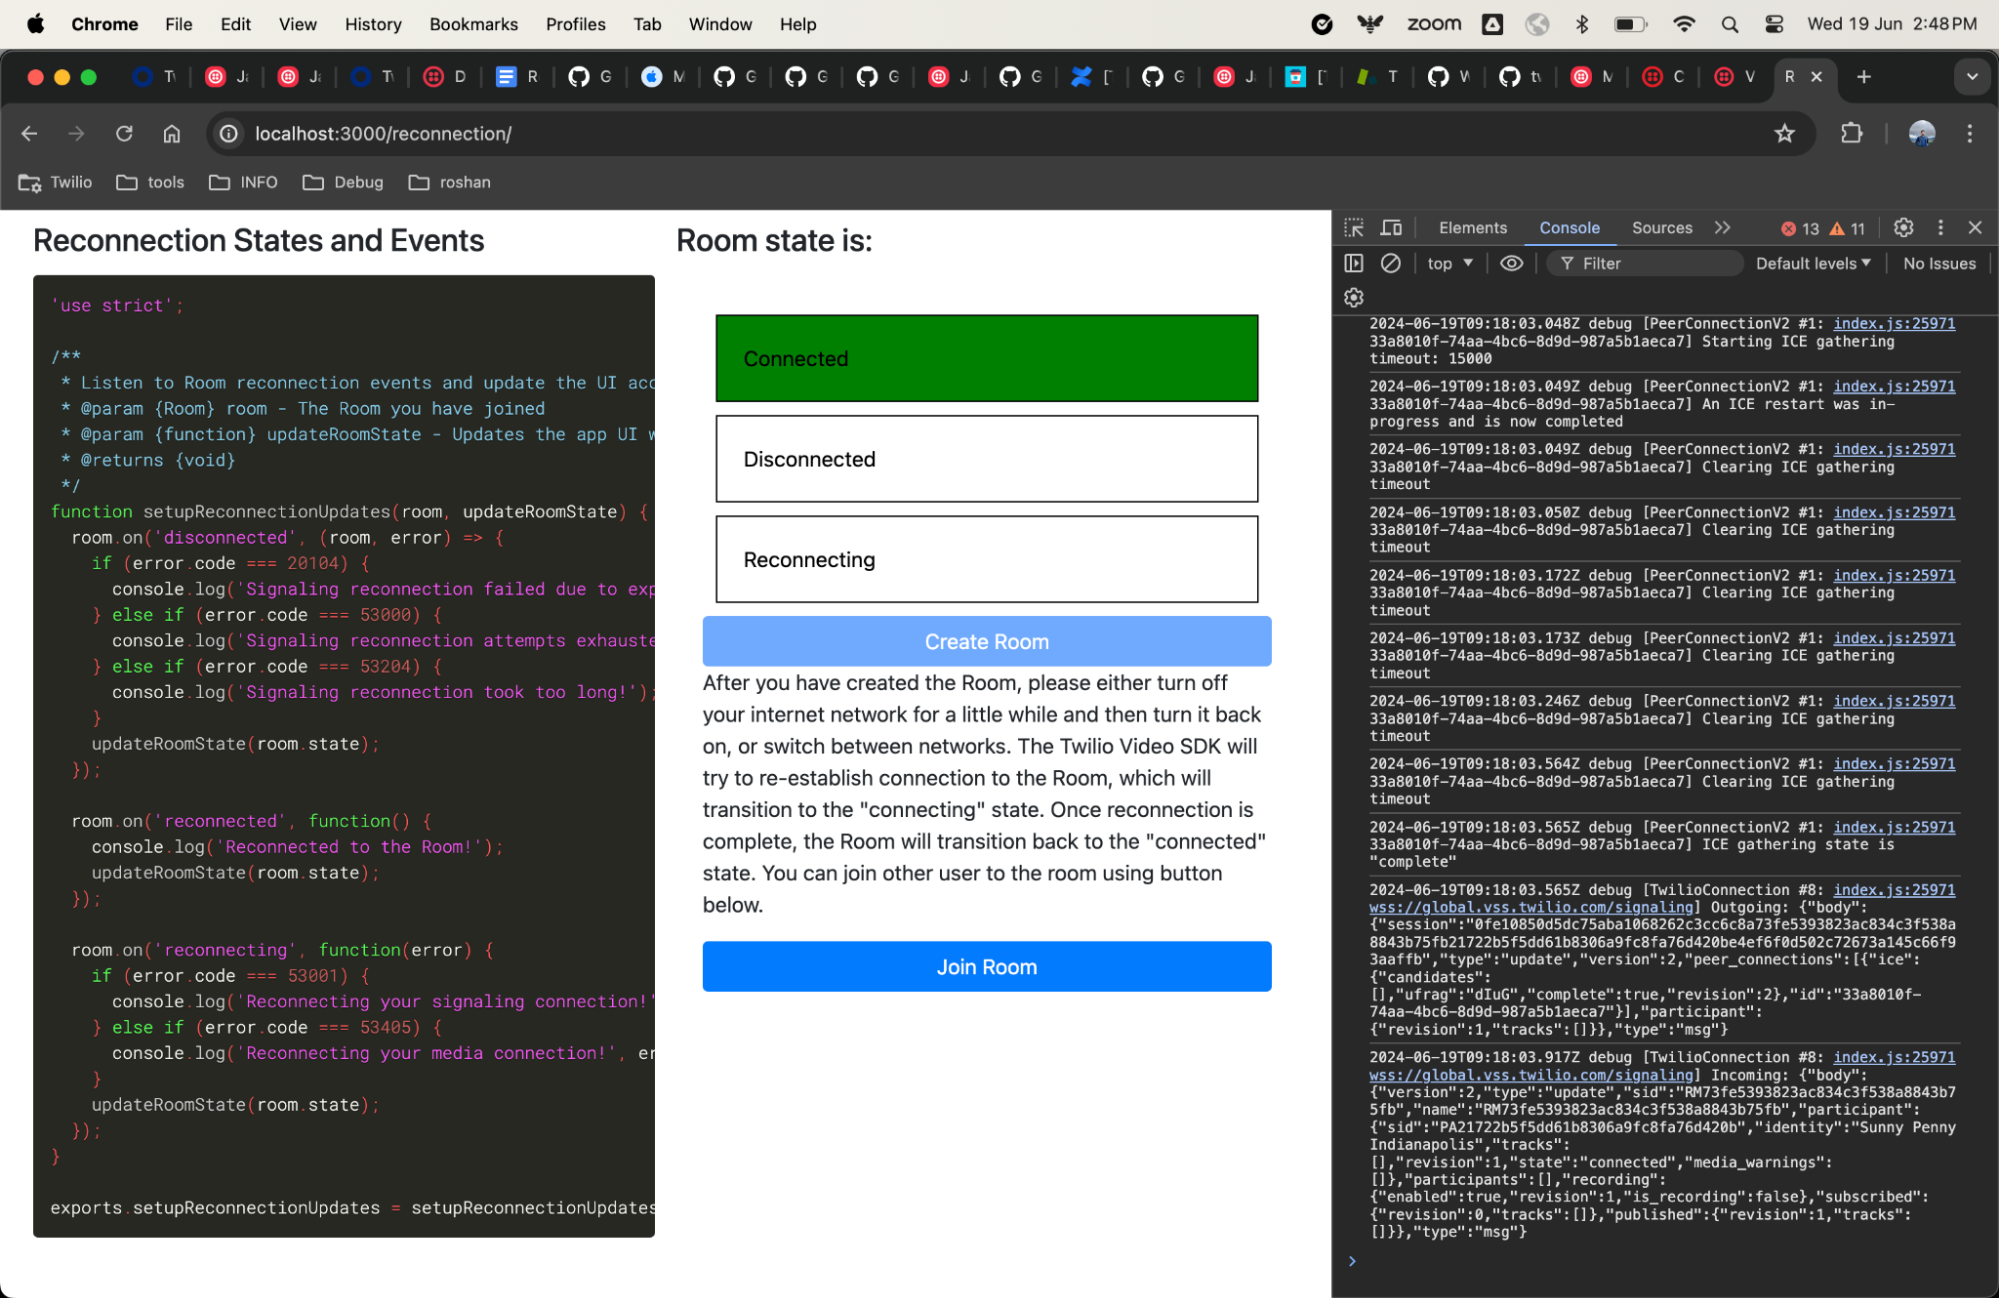 Chrome File Edit View History Bookmarks Profiles Tab Window Help zoom Wed 19 Jun 2:48 PM
D R G M G G G G G T V M C V R
localhost:3000/reconnection/
Twilio tools INFO Debug roshan
Reconnection States and Events
'use strict';
/**
* Listen to Room reconnection events and update the UI acc
* @param {Room} room - The Room you have joined
* @param {function} updateRoomState - Updates the app UI w
* @returns {void}
*/
function setupReconnectionUpdates(room, updateRoomState) {
room.on('disconnected', (room, error) => {
if (error.code === 20104) {
console.log('Signaling reconnection failed due to exp
} else if (error.code === 53000) {
console.log('Signaling reconnection attempts exhauste
} else if (error.code === 53204) {
console.log('Signaling reconnection took too long!');
}
updateRoomState(room.state);
});
room.on('reconnected', function() {
console.log('Reconnected to the Room!');
updateRoomState(room.state);
});
room.on('reconnecting', function(error) {
if (error.code === 53001) {
console.log('Reconnecting your signaling connection!'
} else if (error.code === 53405) {
console.log('Reconnecting your media connection!', er
}
updateRoomState(room.state);
});
}
exports.setupReconnectionUpdates = setupReconnectionUpdates
Room state is:
Connected
Disconnected
Reconnecting
Create Room
After you have created the Room, please either turn off
your internet network for a little while and then turn it back
on, or switch between networks. The Twilio Video SDK will
try to re-establish connection to the Room, which will
transition to the "connecting" state. Once reconnection is
complete, the Room will transition back to the "connected"
state. You can join other user to the room using button
below.
Join Room
Elements Console Sources 13 11
top Filter Default levels No Issues
2024-06-19T09:18:03.048Z debug [PeerConnectionV2 #1: index.js:25971
33a8010f-74aa-4bc6-8d9d-987a5b1aeca7] Starting ICE gathering
timeout: 15000
2024-06-19T09:18:03.049Z debug [PeerConnectionV2 #1: index.js:25971
33a8010f-74aa-4bc6-8d9d-987a5b1aeca7] An ICE restart was in-
progress and is now completed
2024-06-19T09:18:03.049Z debug [PeerConnectionV2 #1: index.js:25971
33a8010f-74aa-4bc6-8d9d-987a5b1aeca7] Clearing ICE gathering
timeout
2024-06-19T09:18:03.050Z debug [PeerConnectionV2 #1: index.js:25971
33a8010f-74aa-4bc6-8d9d-987a5b1aeca7] Clearing ICE gathering
timeout
2024-06-19T09:18:03.172Z debug [PeerConnectionV2 #1: index.js:25971
33a8010f-74aa-4bc6-8d9d-987a5b1aeca7] Clearing ICE gathering
timeout
2024-06-19T09:18:03.173Z debug [PeerConnectionV2 #1: index.js:25971
33a8010f-74aa-4bc6-8d9d-987a5b1aeca7] Clearing ICE gathering
timeout
2024-06-19T09:18:03.246Z debug [PeerConnectionV2 #1: index.js:25971
33a8010f-74aa-4bc6-8d9d-987a5b1aeca7] Clearing ICE gathering
timeout
2024-06-19T09:18:03.564Z debug [PeerConnectionV2 #1: index.js:25971
33a8010f-74aa-4bc6-8d9d-987a5b1aeca7] Clearing ICE gathering
timeout
2024-06-19T09:18:03.565Z debug [PeerConnectionV2 #1: index.js:25971
33a8010f-74aa-4bc6-8d9d-987a5b1aeca7] ICE gathering state is
"complete"
2024-06-19T09:18:03.565Z debug [TwilioConnection #8: index.js:25971
wss://global.vss.twilio.com/signaling] Outgoing: {"body":
{"session":"0fe10850d5dc75aba1068262c3cc6c8a73fe5393823ac834c3f538a
8843b75fb21722b5f5dd61b8306a9fc8fa76d420be4ef6f0d502c72673a145c66f9
3aaffb","type":"update","version":2,"peer_connections":[{"ice":
{"candidates":
[],"ufrag":"dIuG","complete":true,"revision":2},"id":"33a8010f-
74aa-4bc6-8d9d-987a5b1aeca7"}],"participant":
{"revision":1,"tracks":[]}},"type":"msg"}
2024-06-19T09:18:03.917Z debug [TwilioConnection #8: index.js:25971
wss://global.vss.twilio.com/signaling] Incoming: {"body":
{"version":2,"type":"update","sid":"RM73fe5393823ac834c3f538a8843b7
5fb","name":"RM73fe5393823ac834c3f538a8843b75fb","participant":
{"sid":"PA21722b5f5dd61b8306a9fc8fa76d420b","identity":"Sunny Penny
Indianapolis","tracks":
[],"revision":1,"state":"connected","media_warnings":
[]},"participants":[],"recording":
{"enabled":true,"revision":1,"is_recording":false},"subscribed":
{"revision":0,"tracks":[]},"published":{"revision":1,"tracks":
[]}},"type":"msg"}